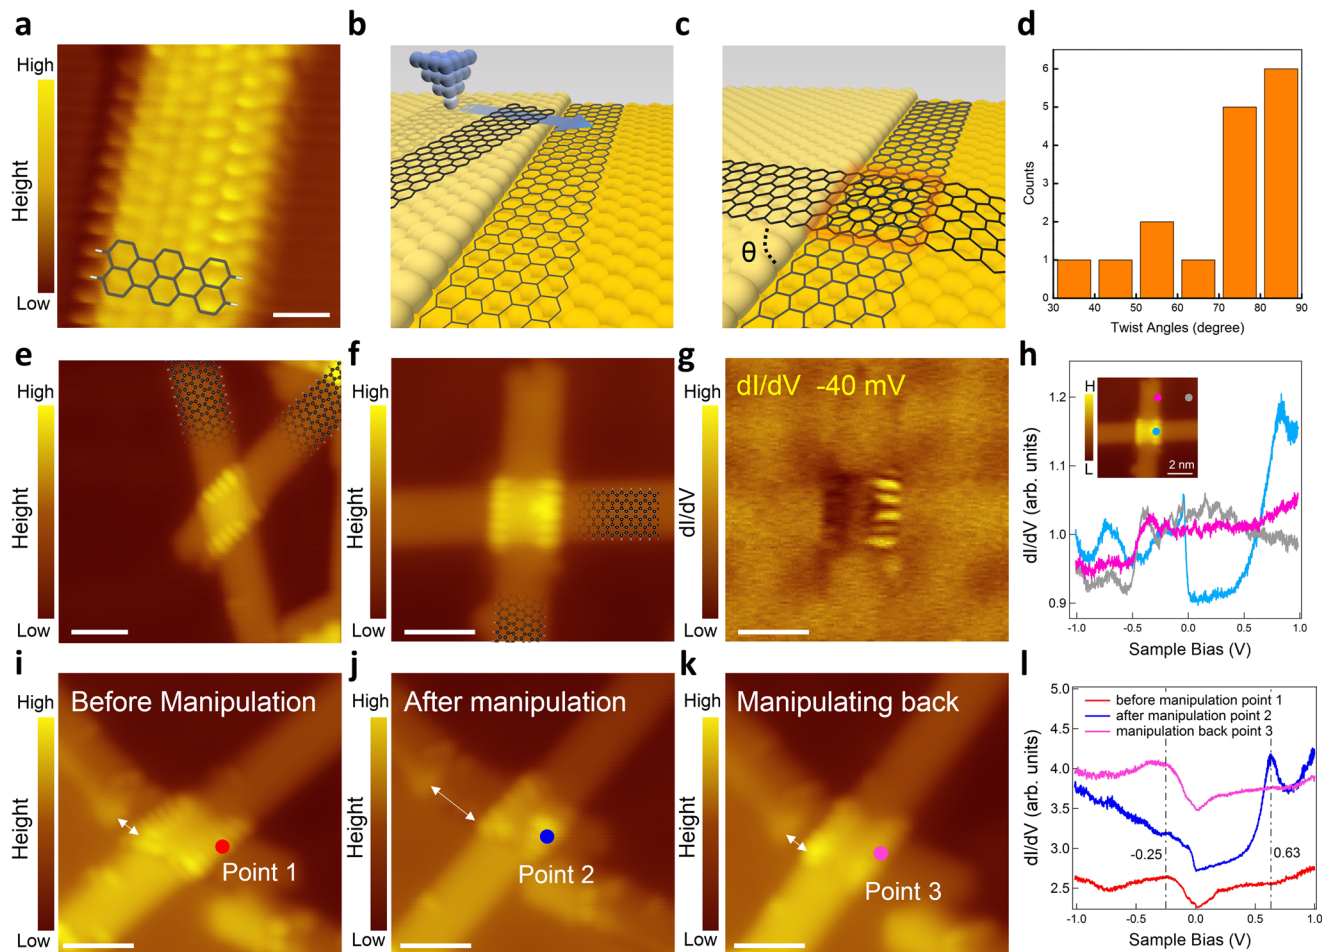 a
High
Height
Low
b
c
θ
d
6
5
4
3
2
1
0
Counts
30 40 50 60 70 80 90
Twist Angles (degree)
e
High
Height
Low
f
High
Height
Low
g
High
dI/dV
Low
dI/dV -40 mV
h
H
L
2 nm
1.2
1.1
1.0
0.9
dI/dV (arb. units)
-1.0 -0.5 0.0 0.5 1.0
Sample Bias (V)
i
High
Height
Low
Before Manipulation
Point 1
j
High
Height
Low
After manipulation
Point 2
k
High
Height
Low
Manipulating back
Point 3
l
5.0
4.5
4.0
3.5
3.0
2.5
dI/dV (arb. units)
before manipulation point 1
after manipulation point 2
manipulation back point 3
-0.25
0.63
-1.0 -0.5 0.0 0.5 1.0
Sample Bias (V)